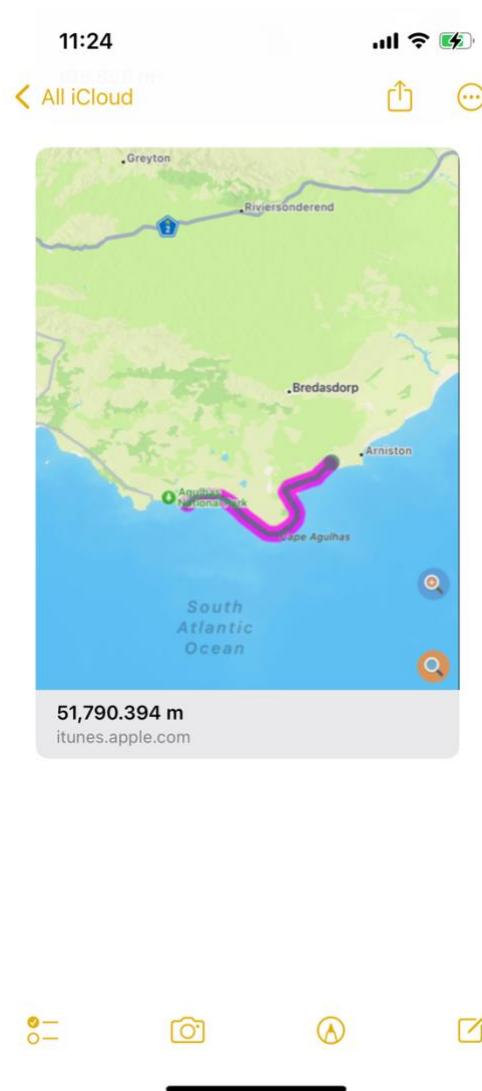 11:24
All iCloud
Greyton
Riviersonderend
2
Bredasdorp
Arniston
Agulhas
National Park
Cape Agulhas
South
Atlantic
Ocean
51,790.394 m
itunes.apple.com